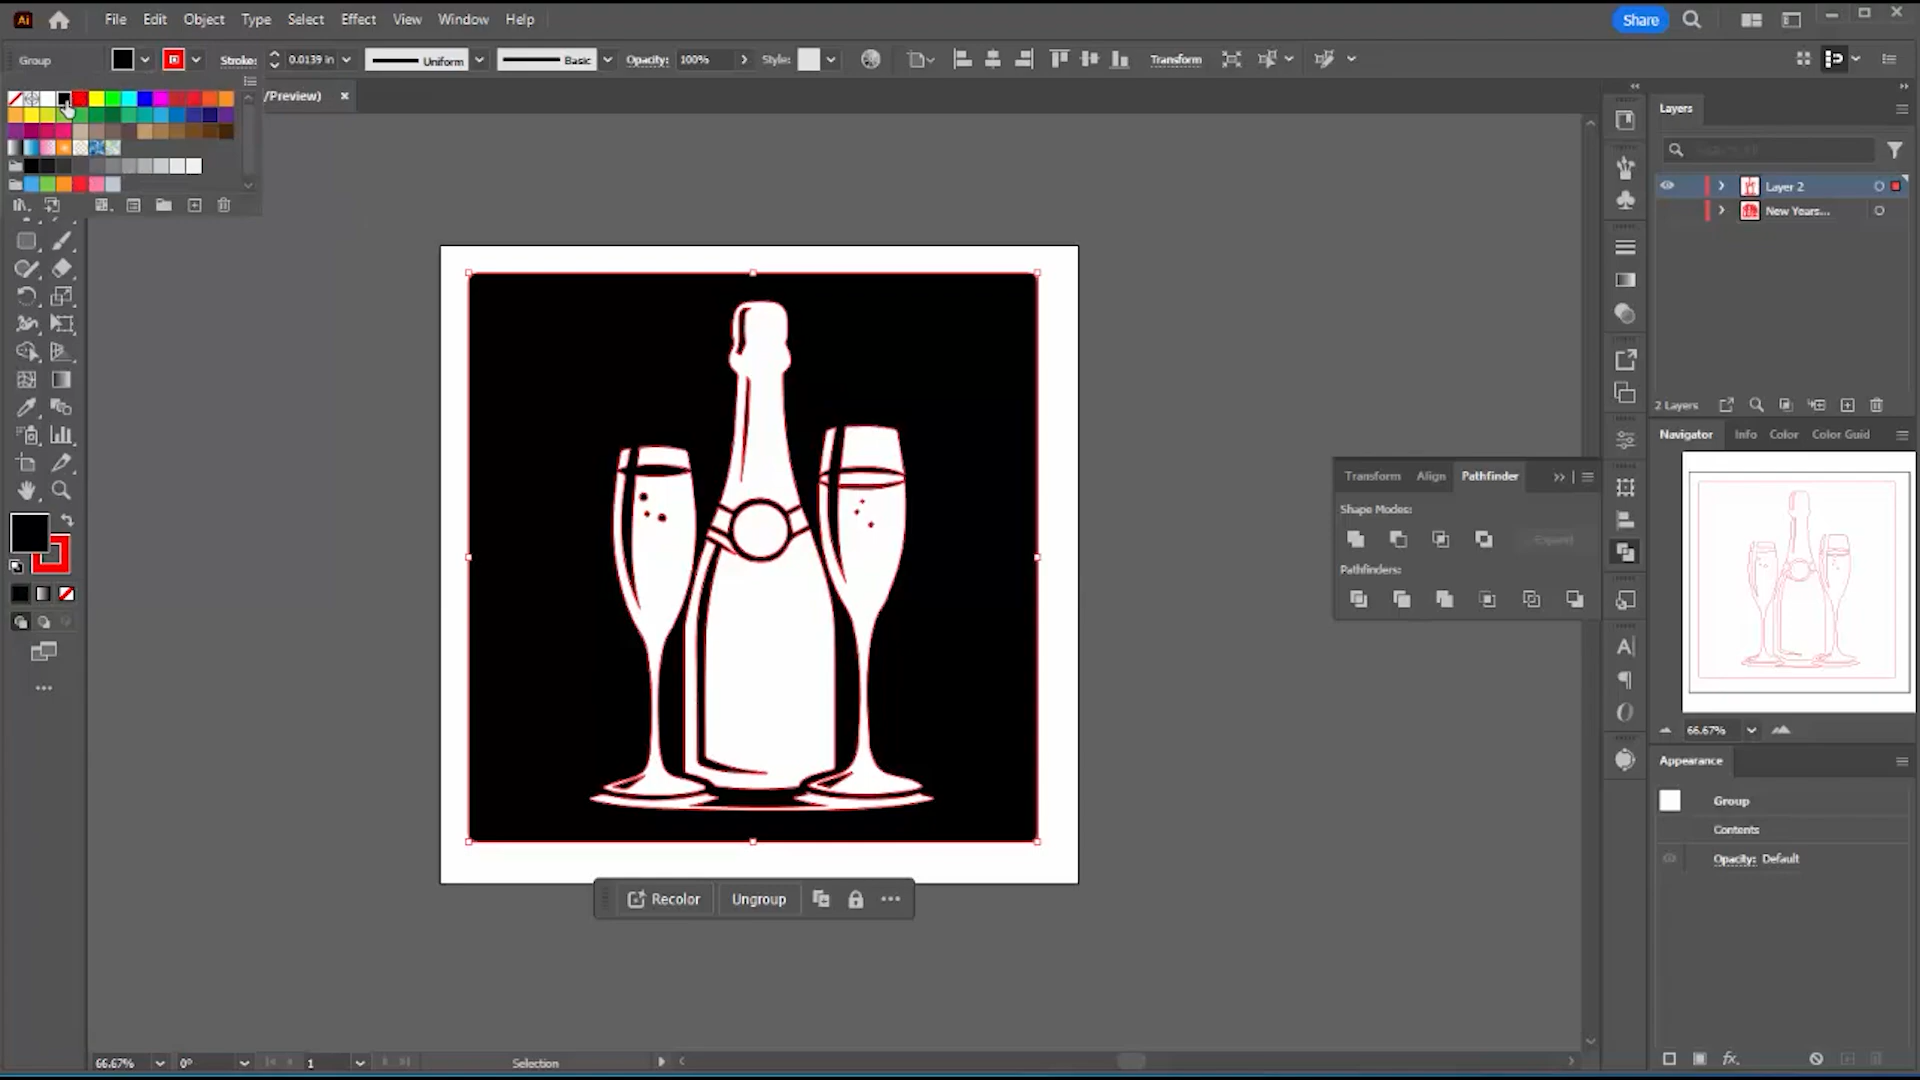 Ai
File Edit Object Type Select Effect View Window Help
Share
Group
Stroke: 0.0139 in Uniform Basic Opacity: 100% Style: Transform
/Preview) ×
Layers
Layer 2
New Years...
2 Layers
Navigator Info Color Color Guid
66.67%
Appearance
Group
Contents
Opacity: Default
fx.
Transform Align Pathfinder
Shape Modes:
Expand
Pathfinders:
Recolor Ungroup
66.67% 0° 1 Selection